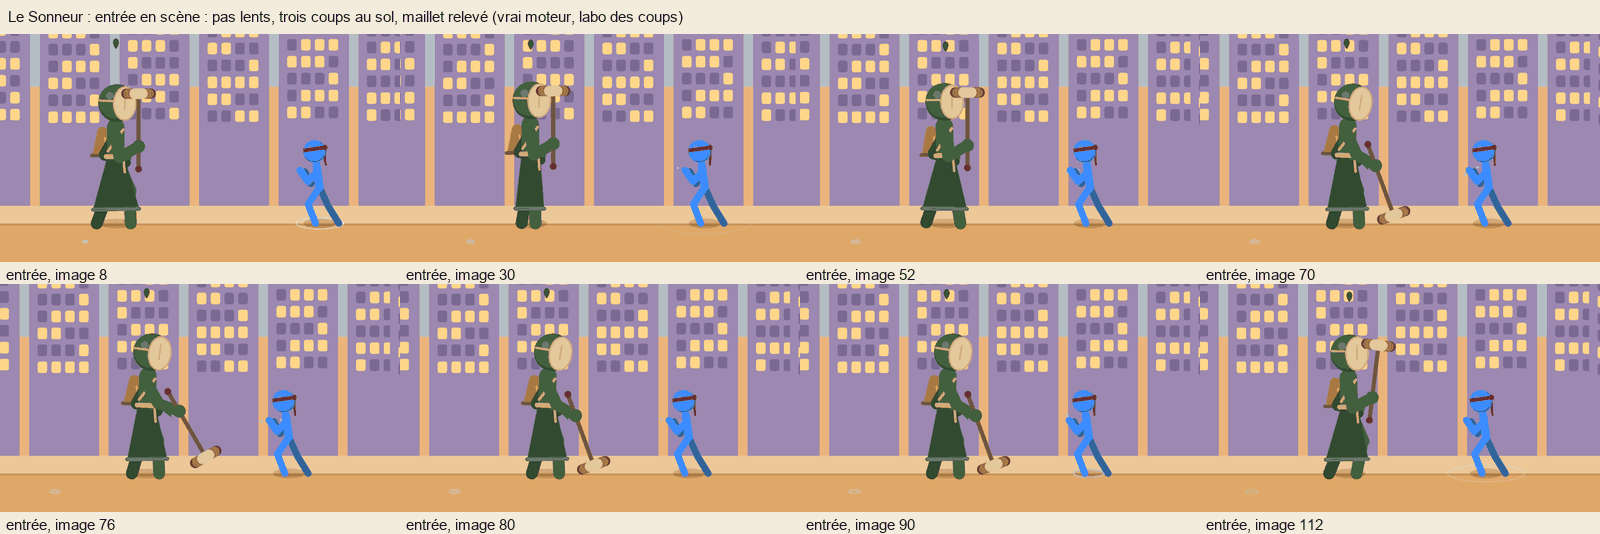 Le Sonneur : entrée en scène : pas lents, trois coups au sol, maillet relevé (vrai moteur, labo des coups)
entrée, image 8
entrée, image 30
entrée, image 52
entrée, image 70
entrée, image 76
entrée, image 80
entrée, image 90
entrée, image 112